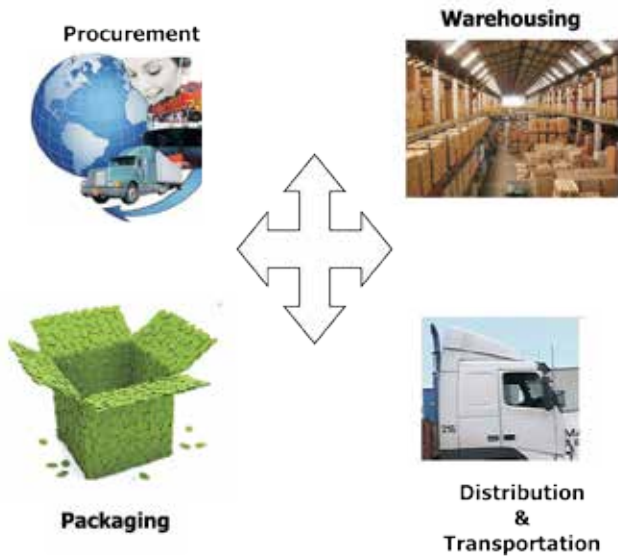 Procurement
Warehousing
Packaging
Distribution
&
Transportation